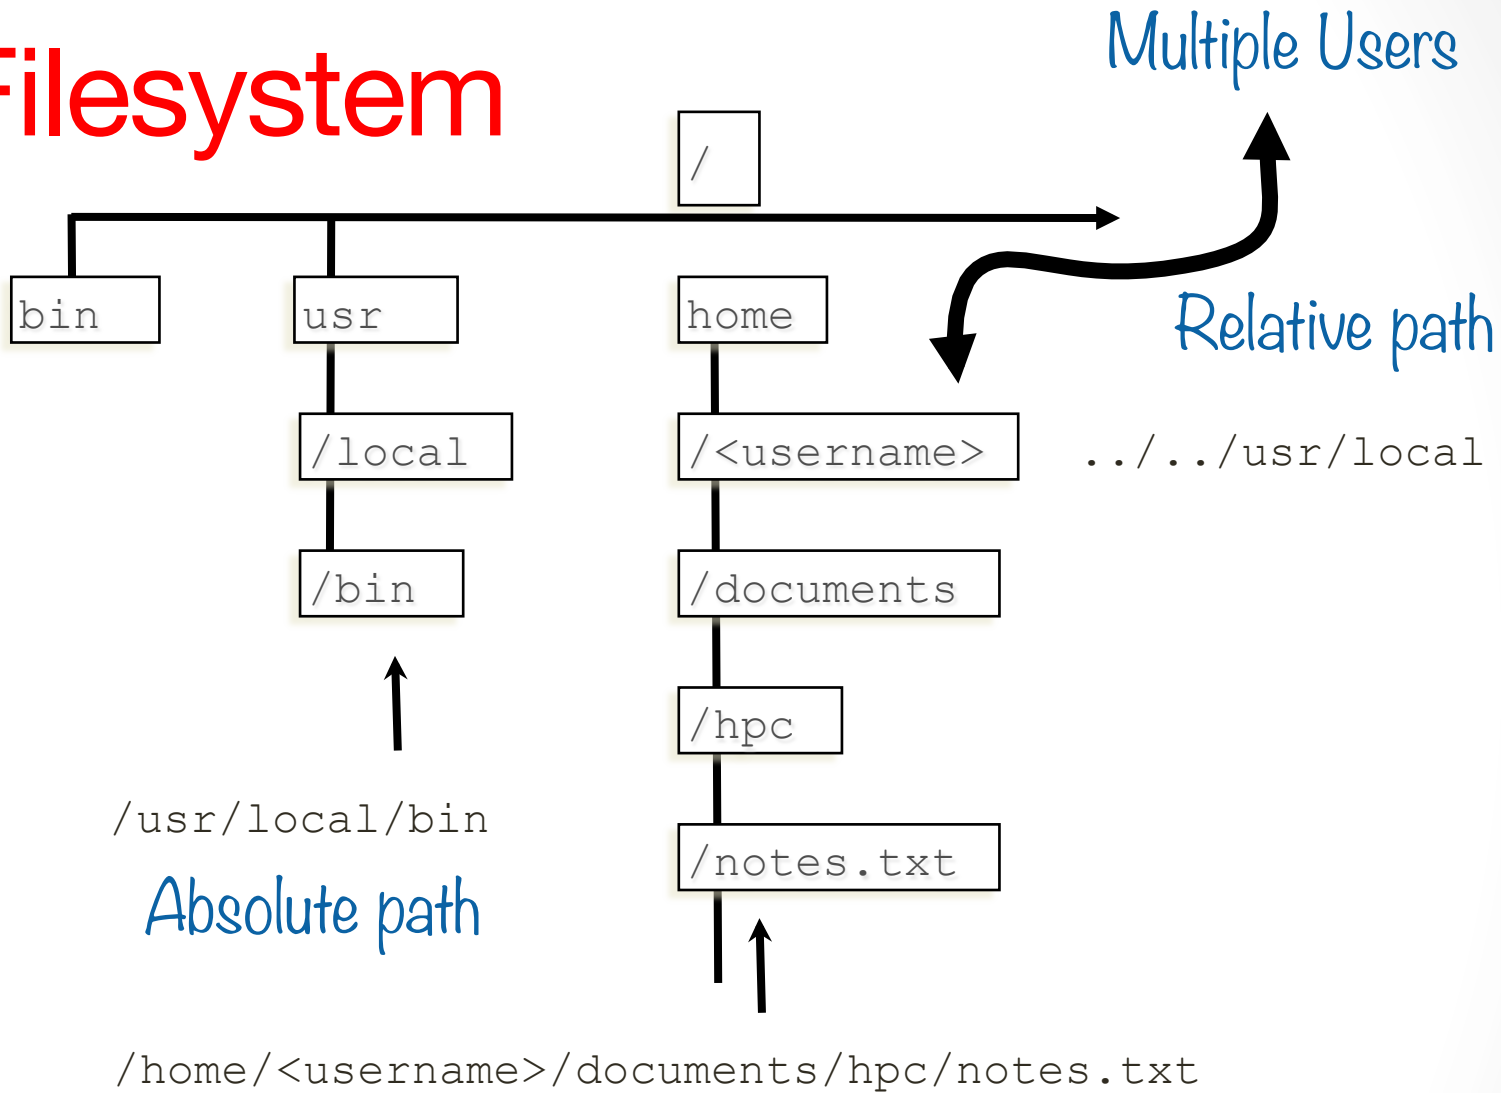 Filesystem
Multiple Users
/
bin
usr
home
Relative path
/local
/<username>
../../usr/local
/bin
/documents
/hpc
/usr/local/bin
/notes.txt
Absolute path
/home/<username>/documents/hpc/notes.txt